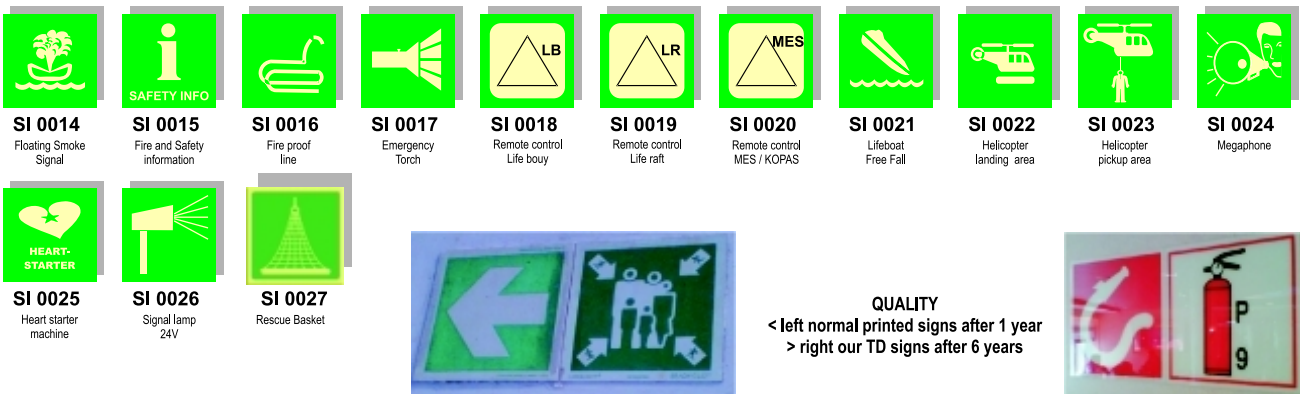 LB
LR
MES
SAFETY INFO
SI 0014
Floating Smoke
Signal
SI 0015
Fire and Safety
information
SI 0016
Fire proof
line
SI 0017
Emergency
Torch
SI 0018
Remote control
Life bouy
SI 0019
Remote control
Life raft
SI 0020
Remote control
MES / KOPAS
SI 0021
Lifeboat
Free Fall
SI 0022
Helicopter
landing area
SI 0023
Helicopter
pickup area
SI 0024
Megaphone
HEART-
STARTER
SI 0025
Heart starter
machine
SI 0026
Signal lamp
24V
SI 0027
Rescue Basket
QUALITY
< left normal printed signs after 1 year
> right our TD signs after 6 years
P
9